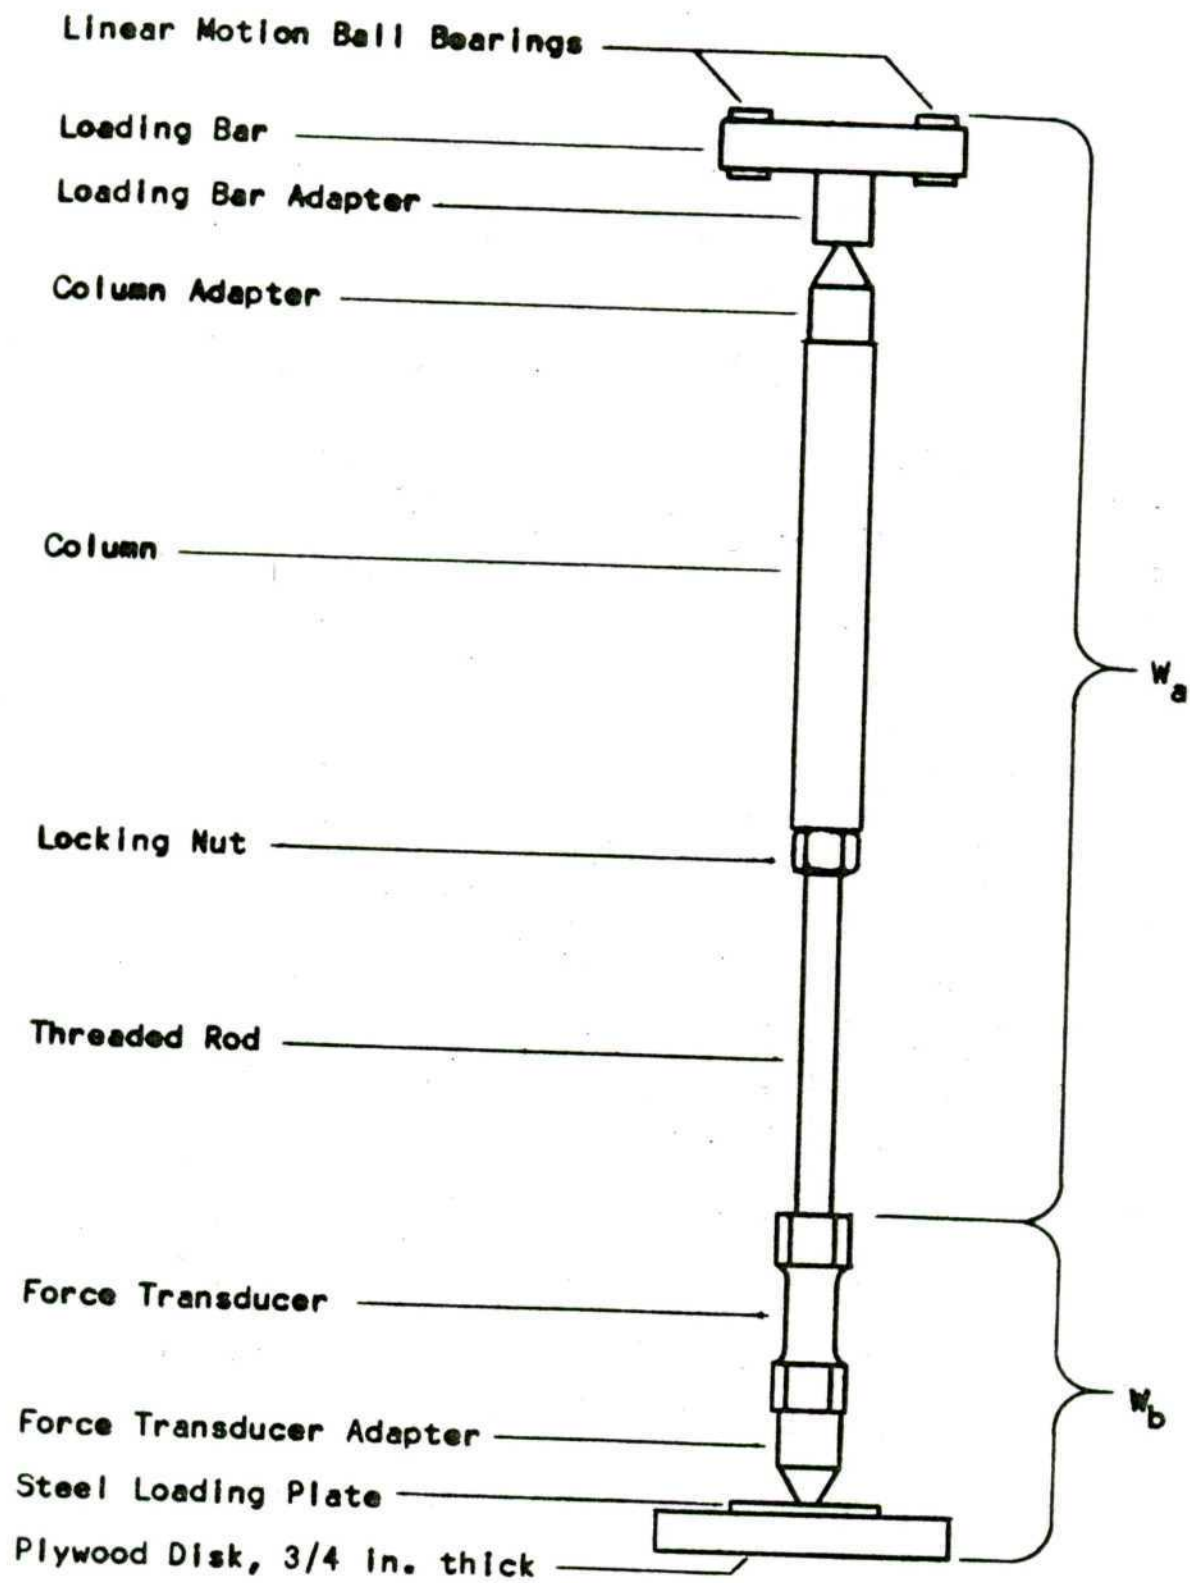 Linear Motion Ball Bearings
Loading Bar
Loading Bar Adapter
Column Adapter
Column
Wa
Locking Nut
Threaded Rod
Force Transducer
Wb
Force Transducer Adapter
Steel Loading Plate
Plywood Disk, 3/4 in. thick